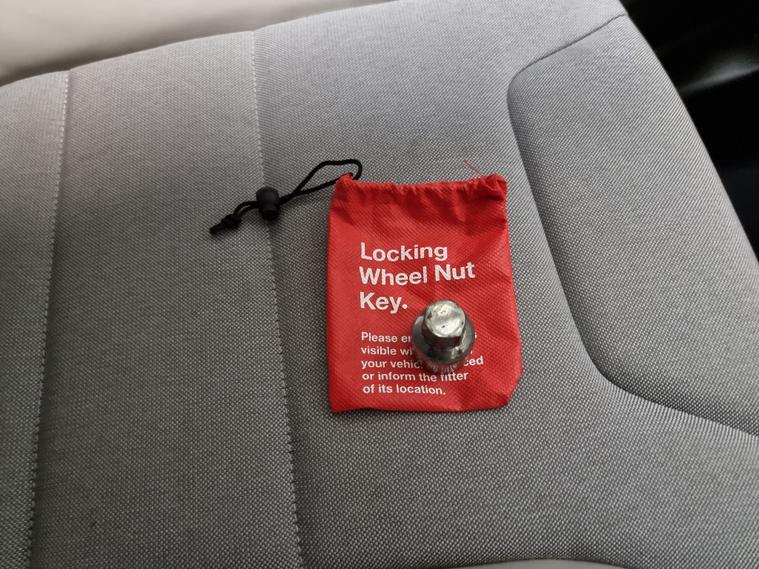 Locking
Wheel Nut
Key.
Please
visible
your
or inform the fitter
of its location.